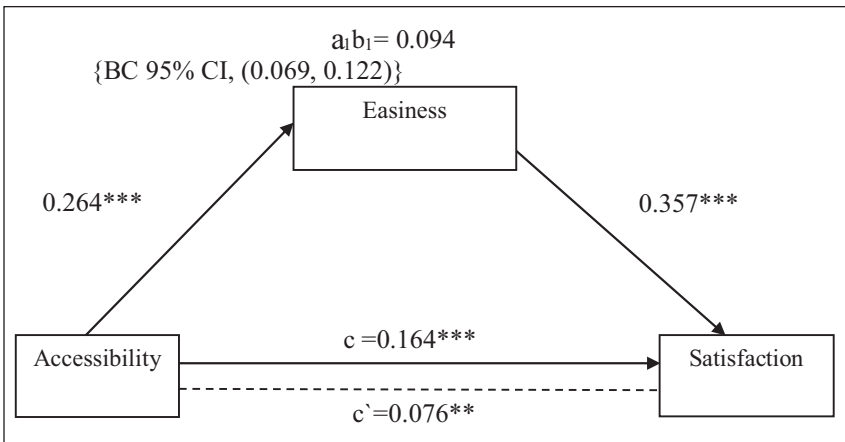 a₁b₁= 0.094
{BC 95% CI, (0.069, 0.122)}
Easiness
0.264***
0.357***
Accessibility
c =0.164***
Satisfaction
c`=0.076**